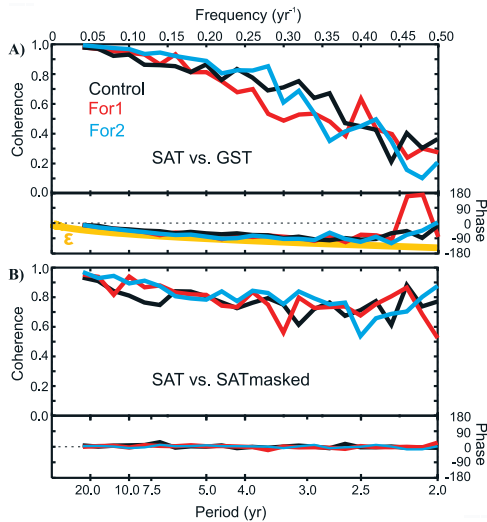 Frequency (yr-1)
0 0.05 0.10 0.15 0.20 0.25 0.30 0.35 0.40 0.45 0.50
A)
1.0
0.8
0.6
0.4
0.2
0.0
Coherence
Control
For1
For2
SAT vs. GST
180
90
0
-90
-180
Phase
ε
B)
1.0
0.8
0.6
0.4
0.2
0.0
Coherence
SAT vs. SATmasked
180
90
0
-90
-180
Phase
20.0 10.0 7.5 5.0 4.0 3.0 2.5 2.0
Period (yr)